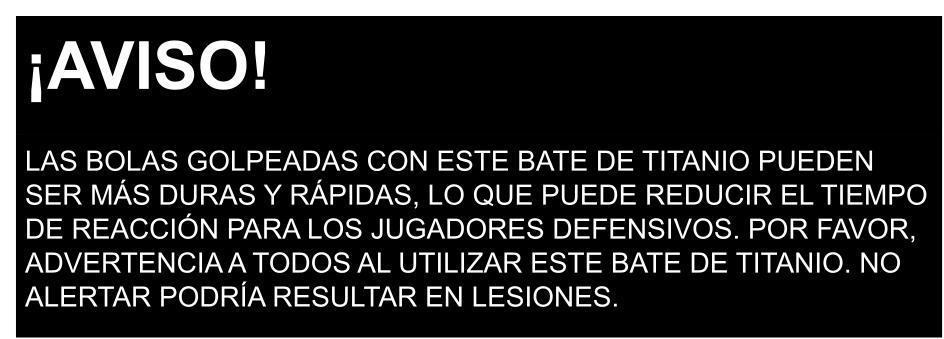 ¡AVISO!
LAS BOLAS GOLPEADAS CON ESTE BATE DE TITANIO PUEDEN
SER MÁS DURAS Y RÁPIDAS, LO QUE PUEDE REDUCIR EL TIEMPO
DE REACCIÓN PARA LOS JUGADORES DEFENSIVOS. POR FAVOR,
ADVERTENCIA A TODOS AL UTILIZAR ESTE BATE DE TITANIO. NO
ALERTAR PODRÍA RESULTAR EN LESIONES.